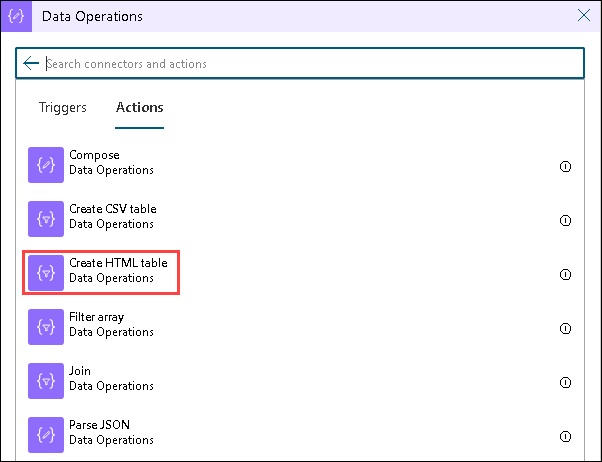 Data Operations
Search connectors and actions
Triggers Actions
Compose
Data Operations
Create CSV table
Data Operations
Create HTML table
Data Operations
Filter array
Data Operations
Join
Data Operations
Parse JSON
Data Operations